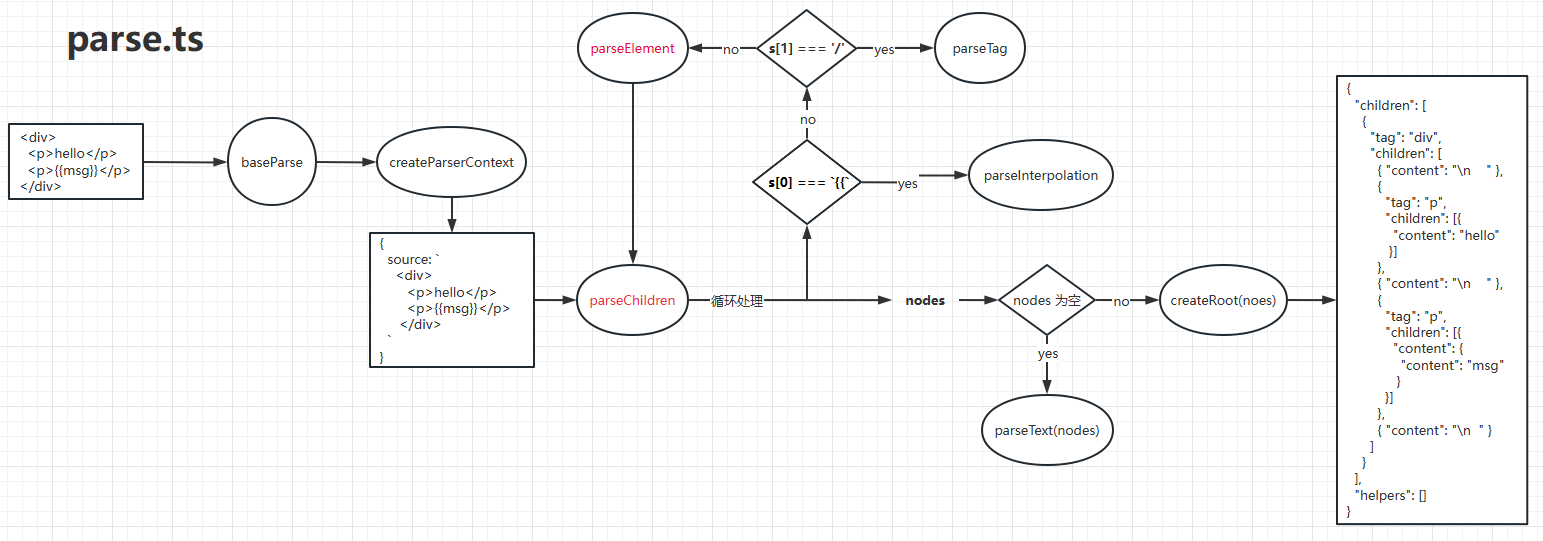 parse.ts
<div>
<p>hello</p>
<p>{{msg}}</p>
</div>
baseParse
createParserContext
{
source: `
<div>
<p>hello</p>
<p>{{msg}}</p>
</div>
`
}
parseElement
no
s[1] === '/'
yes
parseTag
no
s[0] === `{{`
yes
parseInterpolation
parseChildren
循环处理
nodes
nodes 为空
no
createRoot(noes)
yes
parseText(nodes)
{
"children": [
{
"tag": "div",
"children": [
{ "content": "\n    " },
{
"tag": "p",
"children": [{
"content": "hello"
}]
},
{ "content": "\n    " },
{
"tag": "p",
"children": [{
"content": {
"content": "msg"
}
}]
},
{ "content": "\n  " }
]
}
],
"helpers": []
}